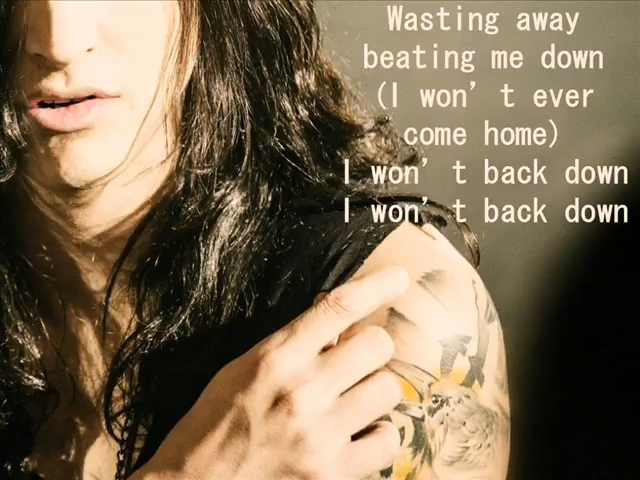 Wasting away
beating me down
(I won't ever
come home)
I won't back down
I won't back down